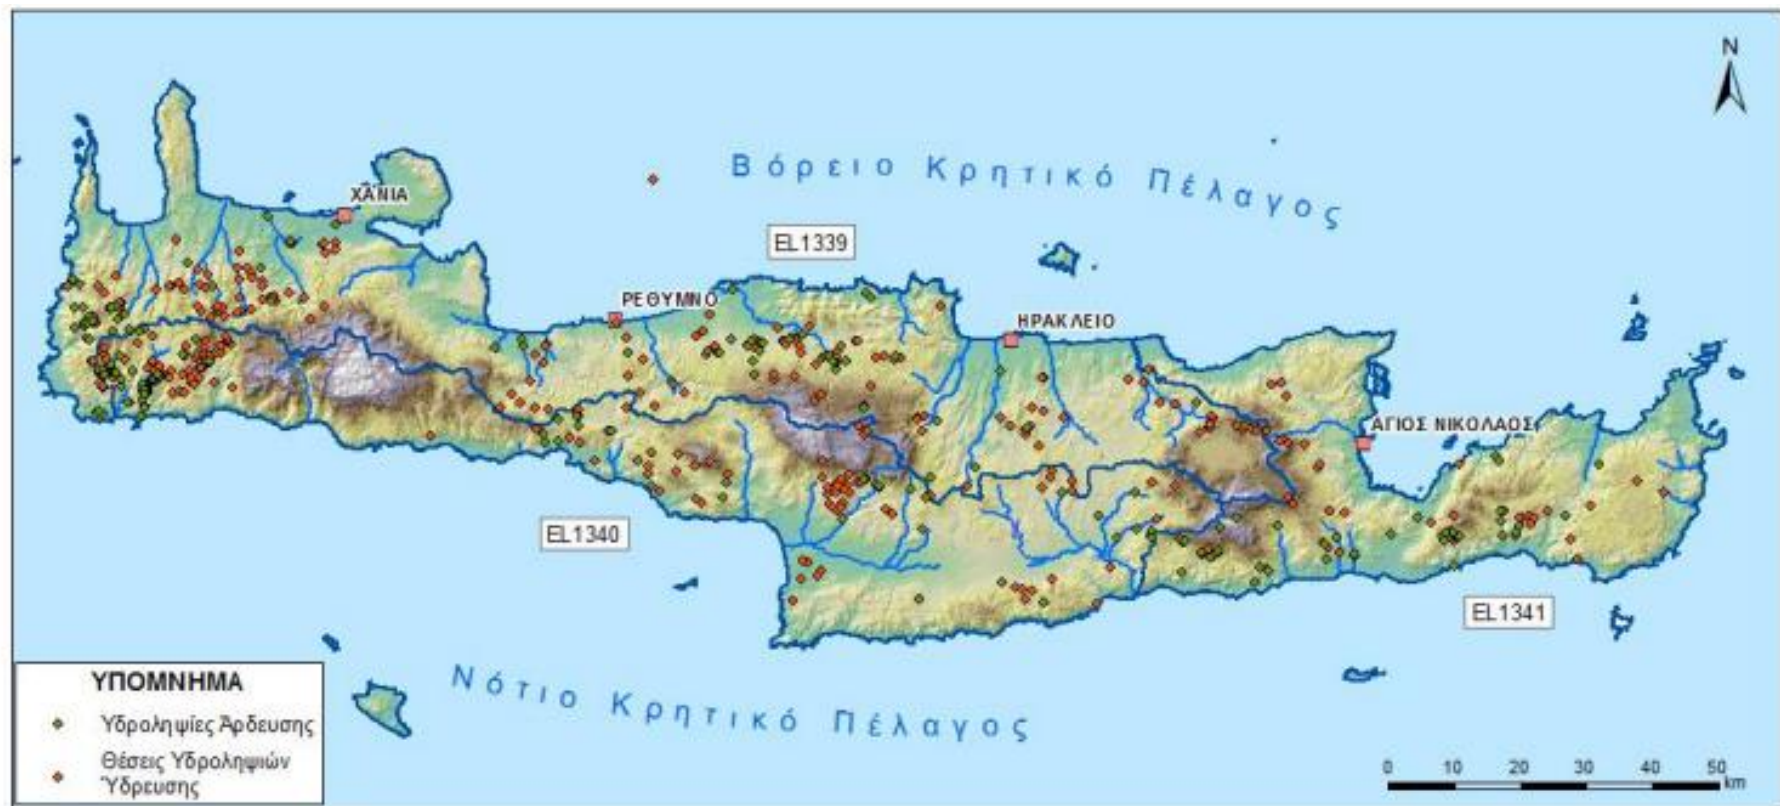 N
Βόρειο Κρητικό Πέλαγος
ΧΑΝΙΑ
EL1339
ΡΕΘΥΜΝΟ
ΗΡΑΚΛΕΙΟ
ΑΓΙΟΣ ΝΙΚΟΛΑΟΣ
EL1340
EL1341
Νότιο Κρητικό Πέλαγος
ΥΠΟΜΝΗΜΑ
Υδροληψίες Άρδευσης
Θέσεις Υδροληψιών
Ύδρευσης
0 10 20 30 40 50
km